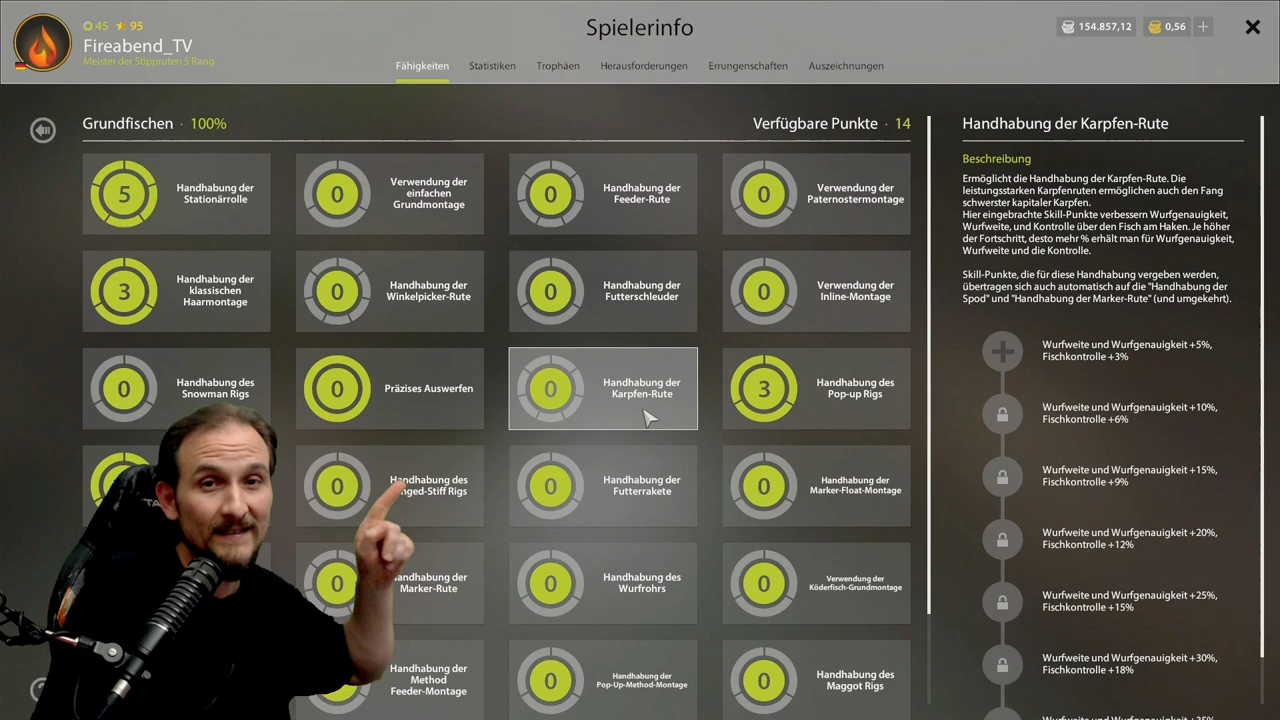 45 95
Fireabend_TV
Meister der Stippruten 5 Rang
Spielerinfo
154.857,12
0,56
Fähigkeiten
Statistiken
Trophäen
Herausforderungen
Errungenschaften
Auszeichnungen
Grundfischen · 100%
Verfügbare Punkte · 14
5
Handhabung der
Stationärrolle
0
Verwendung der
einfachen
Grundmontage
0
Handhabung der
Feeder-Rute
0
Verwendung der
Paternostermontage
3
Handhabung der
klassischen
Haarmontage
0
Handhabung der
Winkelpicker-Rute
0
Handhabung der
Futterschleuder
0
Verwendung der
Inline-Montage
0
Handhabung des
Snowman Rigs
0
Präzises Auswerfen
0
Handhabung der
Karpfen-Rute
3
Handhabung des
Pop-up Rigs
0
Handhabung des
nged-Stiff Rigs
0
Handhabung der
Futterrakete
0
Handhabung der
Marker-Float-Montage
0
andhabung der
Marker-Rute
0
Handhabung des
Wurfrohrs
0
Verwendung der
Köderfisch-Grundmontage
Handhabung der
Method
Feeder-Montage
0
Handhabung der
Pop-Up-Method-Montage
0
Handhabung des
Maggot Rigs
Handhabung der Karpfen-Rute
Beschreibung
Ermöglicht die Handhabung der Karpfen-Rute. Die
leistungsstarken Karpfenruten ermöglichen auch den Fang
schwerster kapitaler Karpfen.
Hier eingebrachte Skill-Punkte verbessern Wurfgenauigkeit,
Wurfweite, und Kontrolle über den Fisch am Haken. Je höher
der Fortschritt, desto mehr % erhält man für Wurfgenauigkeit,
Wurfweite und die Kontrolle.
Skill-Punkte, die für diese Handhabung vergeben werden,
übertragen sich auch automatisch auf die "Handhabung der
Spod" und "Handhabung der Marker-Rute" (und umgekehrt).
Wurfweite und Wurfgenauigkeit +5%,
Fischkontrolle +3%
Wurfweite und Wurfgenauigkeit +10%,
Fischkontrolle +6%
Wurfweite und Wurfgenauigkeit +15%,
Fischkontrolle +9%
Wurfweite und Wurfgenauigkeit +20%,
Fischkontrolle +12%
Wurfweite und Wurfgenauigkeit +25%,
Fischkontrolle +15%
Wurfweite und Wurfgenauigkeit +30%,
Fischkontrolle +18%